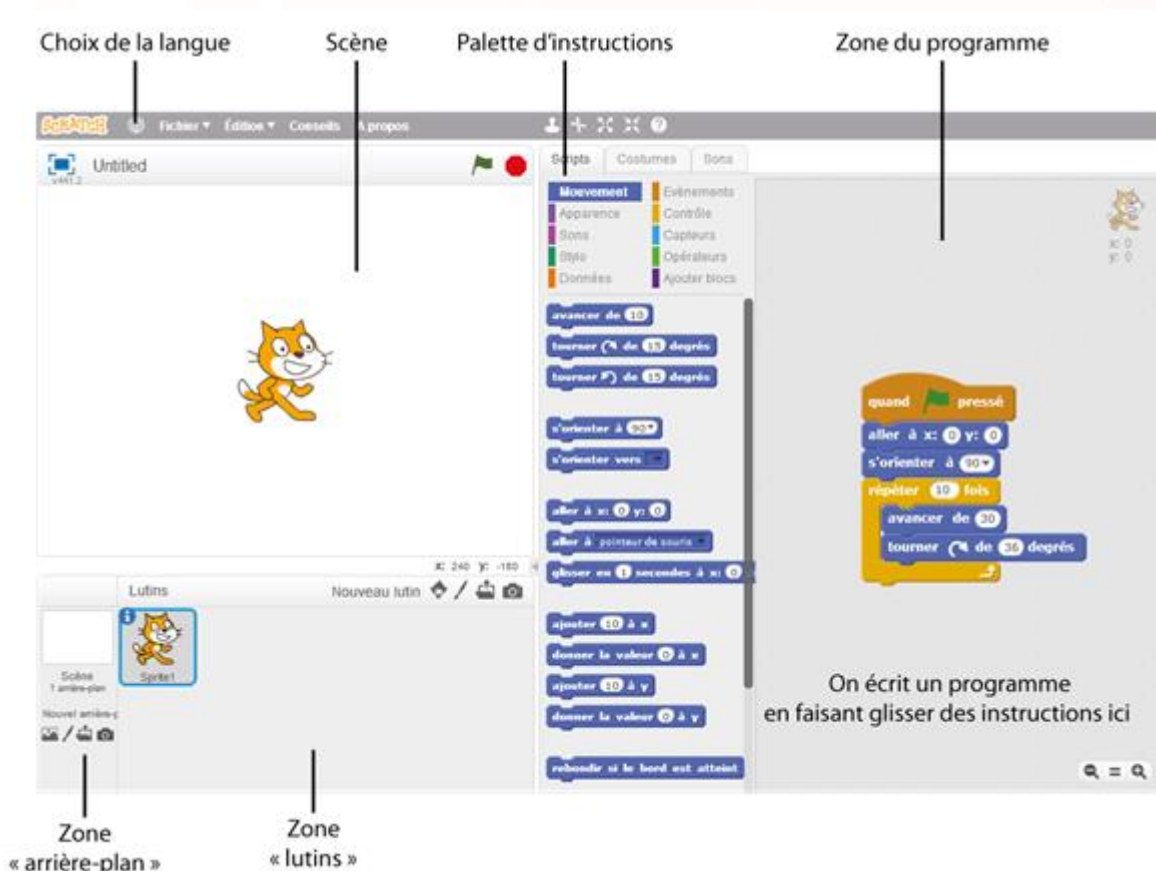 Choix de la langue
Scène
Palette d'instructions
Zone du programme
SCRATCH
Fichier
Édition
Conseils
A propos
Untitled
v441.2
Scripts
Costumes
Sons
Mouvement
Evènements
Apparence
Contrôle
Sons
Capteurs
Stylo
Opérateurs
Données
Ajouter blocs
x: 0
y: 0
avancer de 10
tourner de 15 degrés
tourner de 15 degrés
s'orienter à 90
s'orienter vers
aller à x: 0 y: 0
aller à pointeur de souris
glisser en 1 secondes à x: 0
ajouter 10 à x
donner la valeur 0 à x
ajouter 10 à y
donner la valeur 0 à y
rebondir si le bord est atteint
quand pressé
aller à x: 0 y: 0
s'orienter à 90
répéter 10 fois
avancer de 30
tourner de 36 degrés
On écrit un programme
en faisant glisser des instructions ici
x: 240 y: -180
Lutins
Nouveau lutin
Scène
1 arrière-plan
Sprite1
Nouvel arrière-p
Zone
« arrière-plan »
Zone
« lutins »